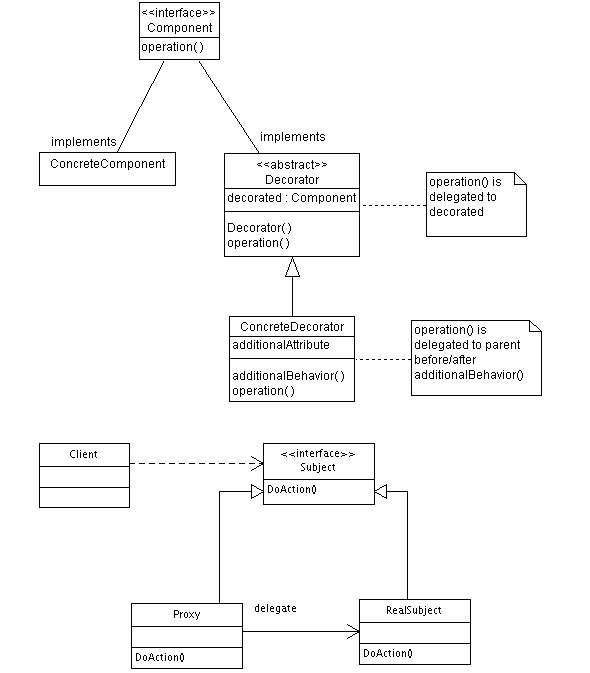 <<interface>>
Component
operation()
implements
implements
ConcreteComponent
<<abstract>>
Decorator
decorated : Component
Decorator()
operation()
operation() is
delegated to
decorated
ConcreteDecorator
additionalAttribute
additionalBehavior()
operation()
operation() is
delegated to parent
before/after
additionalBehavior()
Client
<<interface>>
Subject
DoAction()
Proxy
DoAction()
delegate
RealSubject
DoAction()